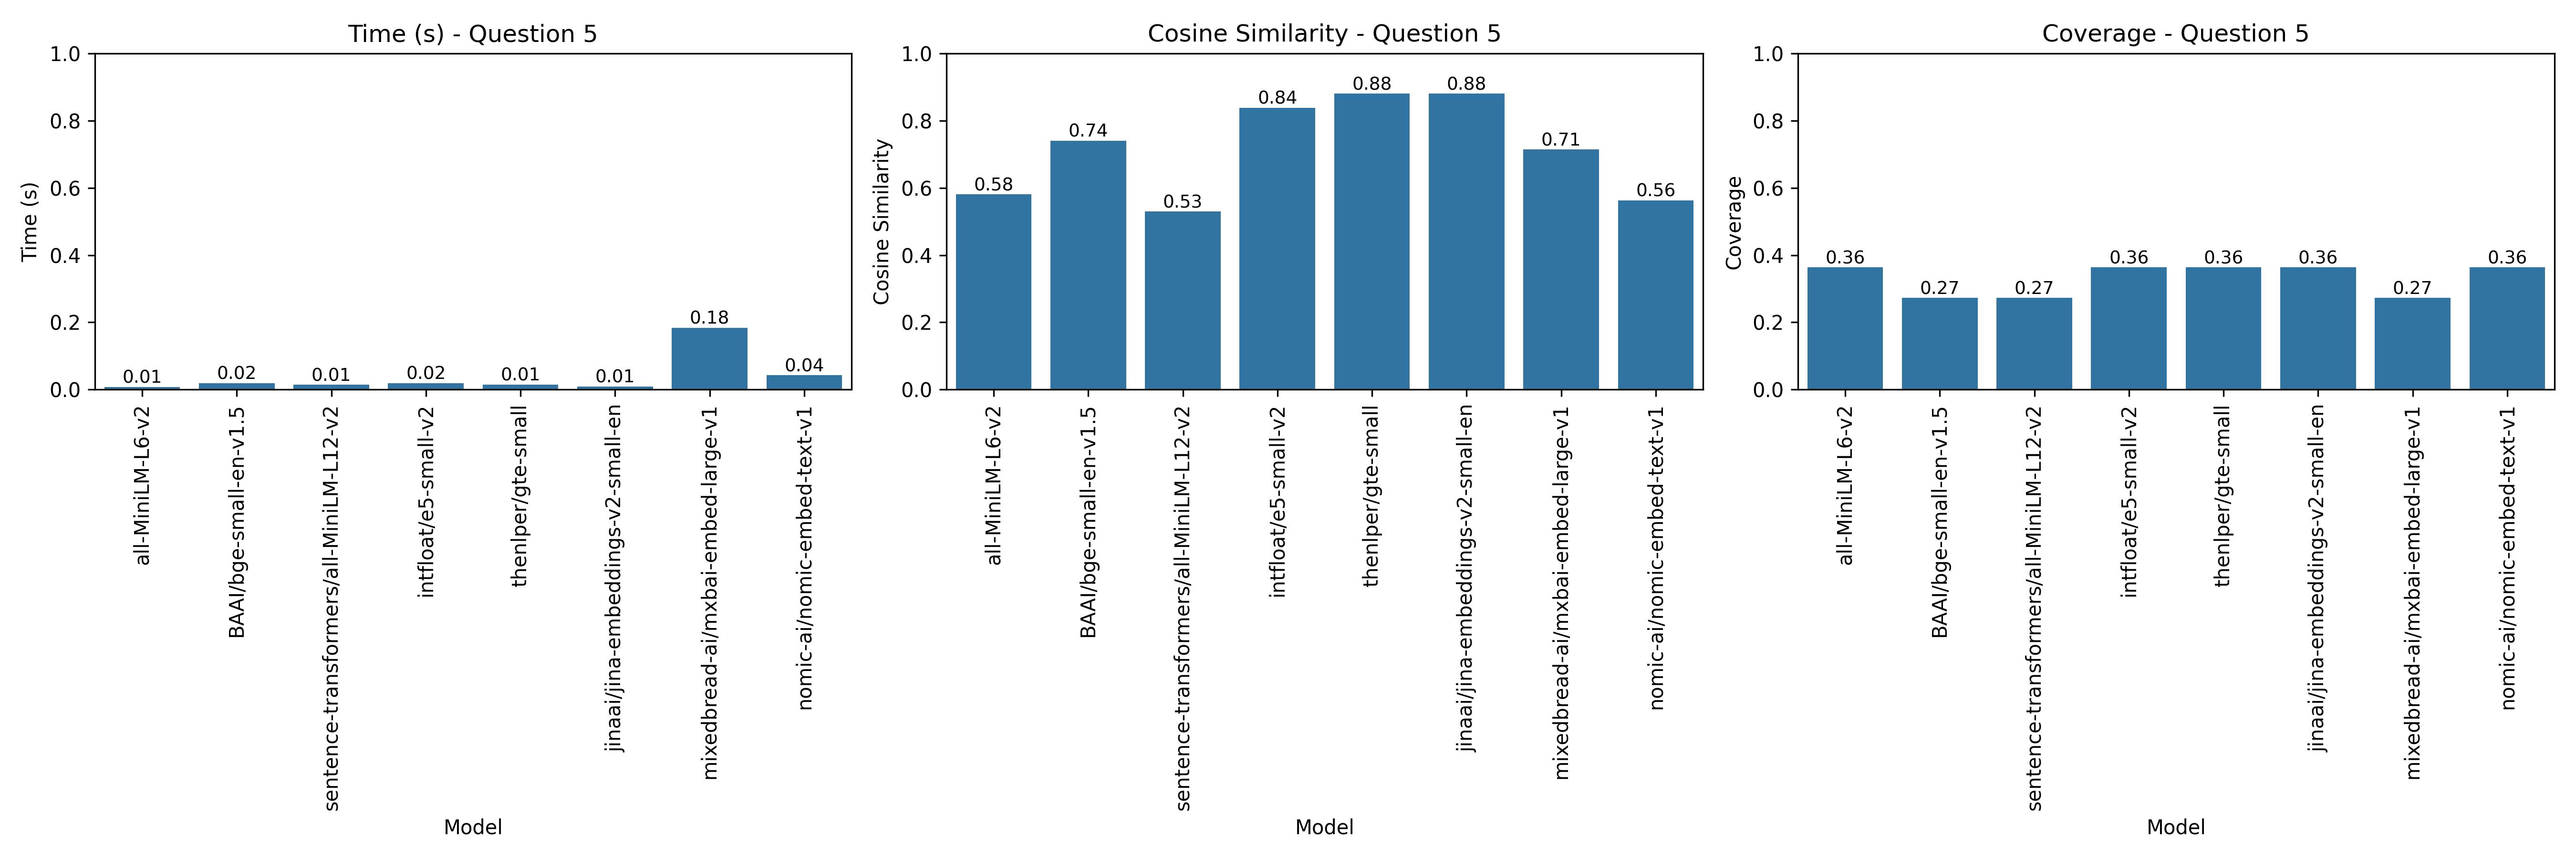 Time (s) - Question 5
1.0
0.8
0.6
0.4
0.2
0.0
Time (s)
0.01
0.02
0.01
0.02
0.01
0.01
0.18
0.04
all-MiniLM-L6-v2
BAAI/bge-small-en-v1.5
sentence-transformers/all-MiniLM-L12-v2
intfloat/e5-small-v2
thenlper/gte-small
jinaai/jina-embeddings-v2-small-en
mixedbread-ai/mxbai-embed-large-v1
nomic-ai/nomic-embed-text-v1
Model
Cosine Similarity - Question 5
1.0
0.8
0.6
0.4
0.2
0.0
Cosine Similarity
0.58
0.74
0.53
0.84
0.88
0.88
0.71
0.56
all-MiniLM-L6-v2
BAAI/bge-small-en-v1.5
sentence-transformers/all-MiniLM-L12-v2
intfloat/e5-small-v2
thenlper/gte-small
jinaai/jina-embeddings-v2-small-en
mixedbread-ai/mxbai-embed-large-v1
nomic-ai/nomic-embed-text-v1
Model
Coverage - Question 5
1.0
0.8
0.6
0.4
0.2
0.0
Coverage
0.36
0.27
0.27
0.36
0.36
0.36
0.27
0.36
all-MiniLM-L6-v2
BAAI/bge-small-en-v1.5
sentence-transformers/all-MiniLM-L12-v2
intfloat/e5-small-v2
thenlper/gte-small
jinaai/jina-embeddings-v2-small-en
mixedbread-ai/mxbai-embed-large-v1
nomic-ai/nomic-embed-text-v1
Model